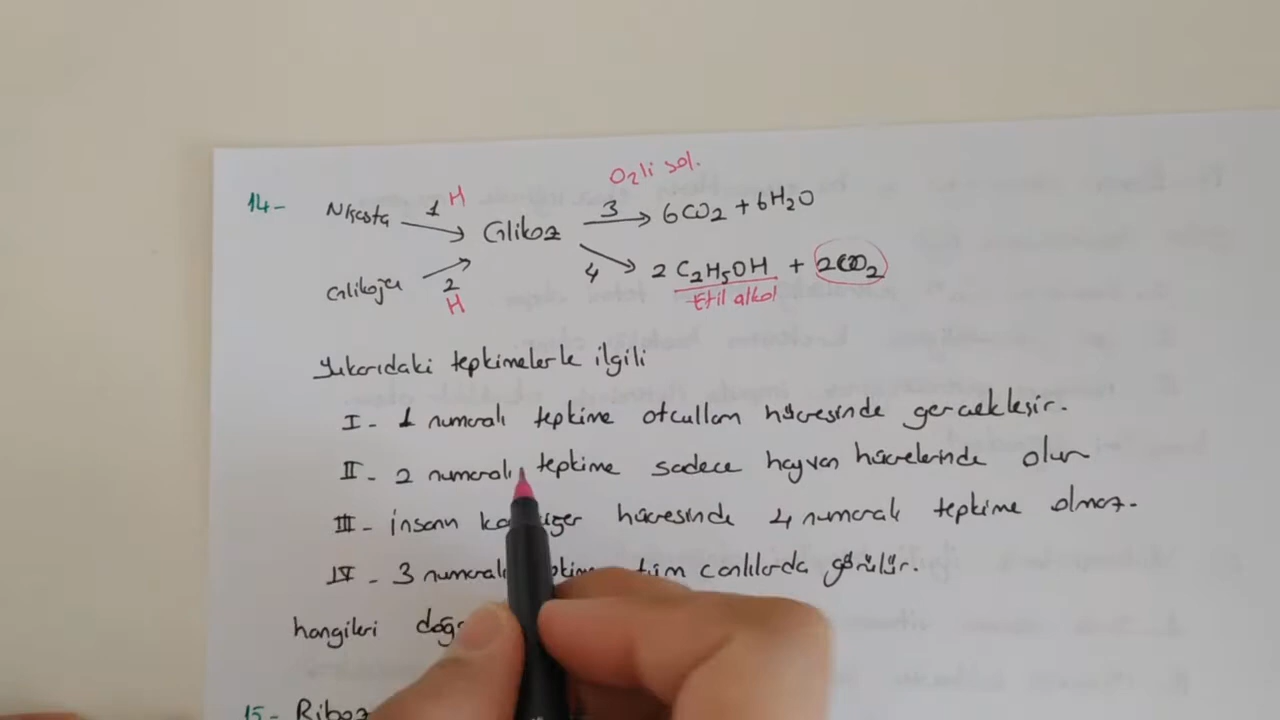 O2li sol.
14- Nişasta 1 H Glikoz 3 6CO2 + 6H2O
Glikojen 2 H 4 2 C2H5OH + 2CO2
Etil alkol
Yukarıdaki tepkimelerle ilgili
I- 1 numaralı tepkime otçulların hücresinde gerçekleşir.
II- 2 numaralı tepkime sadece hayvan hücrelerinde olur
III- insan hücresinde 4 numaralı tepkime olmaz.
IV- 3 numaralı tüm canlılarda görülür.
hangileri
15- Riboz